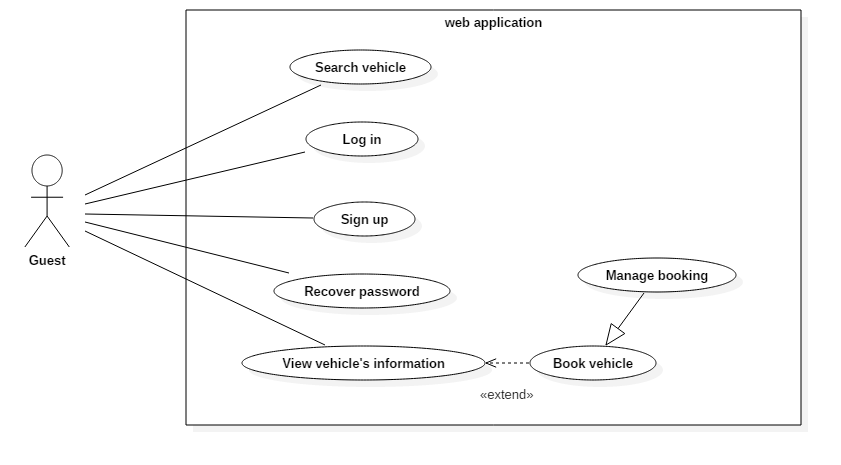 web application
Search vehicle
Log in
Sign up
Guest
Recover password
Manage booking
View vehicle's information
Book vehicle
«extend»